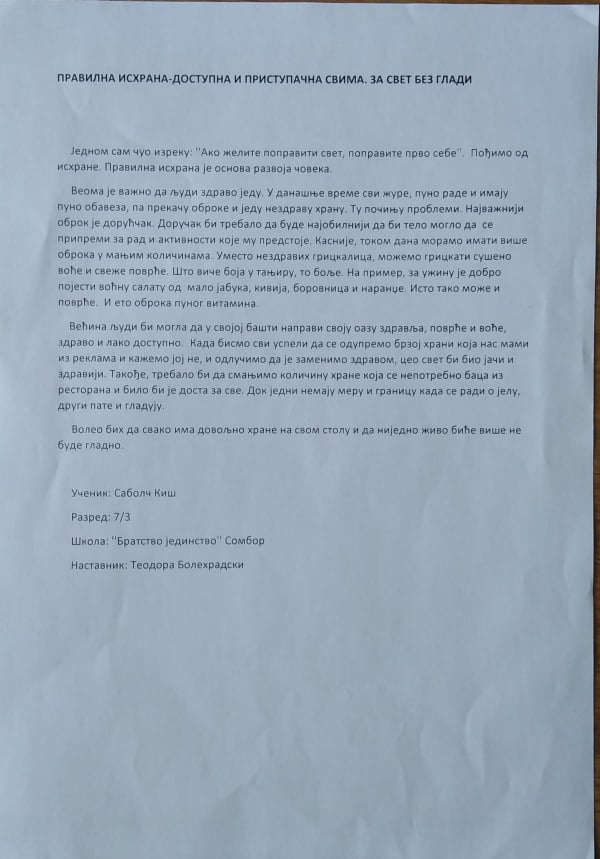 ПРАВИЛНА ИСХРАНА-ДОСТУПНА И ПРИСТУПАЧНА СВИМА. ЗА СВЕТ БЕЗ ГЛАДИ
Једном сам чуо изреку: "Ако желите поправити свет, поправите прво себе". Пођимо од
исхране. Правилна исхрана је основа развоја човека.
Веома је важно да људи здраво једу. У данашње време сви журе, пуно раде и имају
пуно обавеза, па прекачу оброке и једу нездраву храну. Ту почињу проблеми. Најважнији
оброк је дорућчак. Доручак би требало да буде најобилнији да би тело могло да се
припреми за рад и активности које му предстоје. Касније, током дана морамо имати више
оброка у мањим количинама. Уместо нездравих грицкалица, можемо грицкати сушено
воће и свеже поврће. Што виче боја у тањиру, то боље. На пример, за ужину је добро
појести воћну салату од мало јабука, кивија, боровница и наранџе. Исто тако може и
поврће. И ето оброка пуног витамина.
Већина људи би могла да у својој башти направи своју оазу здравља, поврће и воће,
здраво и лако доступно. Када бисмо сви успели да се одупремо брзој храни која нас мами
из реклама и кажемо јој не, и одлучимо да је заменимо здравом, цео свет би био јачи и
здравији. Такође, требало би да смањимо количину хране која се непотребно баца из
ресторана и било би је доста за све. Док једни немају меру и границу када се ради о јелу,
други пате и гладују.
Волео бих да свако има довољно хране на свом столу и да ниједно живо биће више не
буде гладно.
Ученик: Саболч Киш
Разред: 7/3
Школа: "Братство јединство" Сомбор
Наставник: Теодора Болехрадски